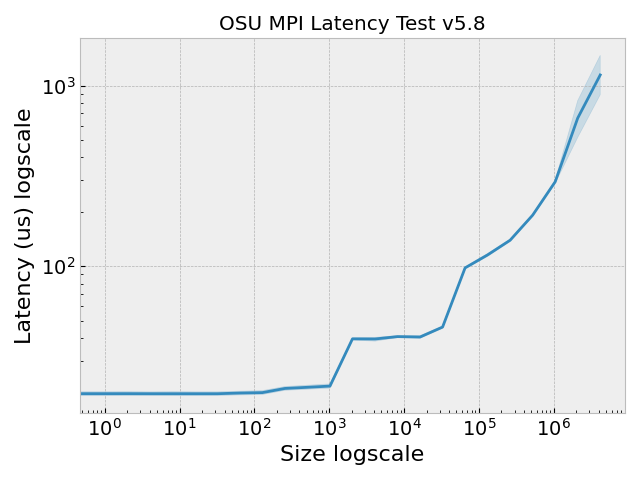 OSU MPI Latency Test v5.8
10³
10²
Latency (us) logscale
10⁰ 10¹ 10² 10³ 10⁴ 10⁵ 10⁶
Size logscale